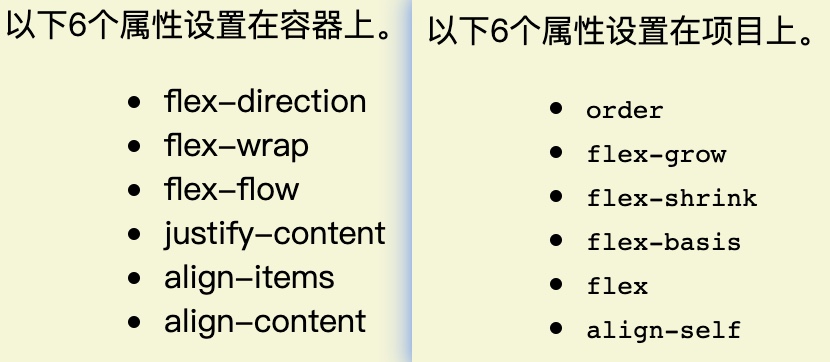 以下6个属性设置在容器上。
flex-direction
flex-wrap
flex-flow
justify-content
align-items
align-content
以下6个属性设置在项目上。
order
flex-grow
flex-shrink
flex-basis
flex
align-self